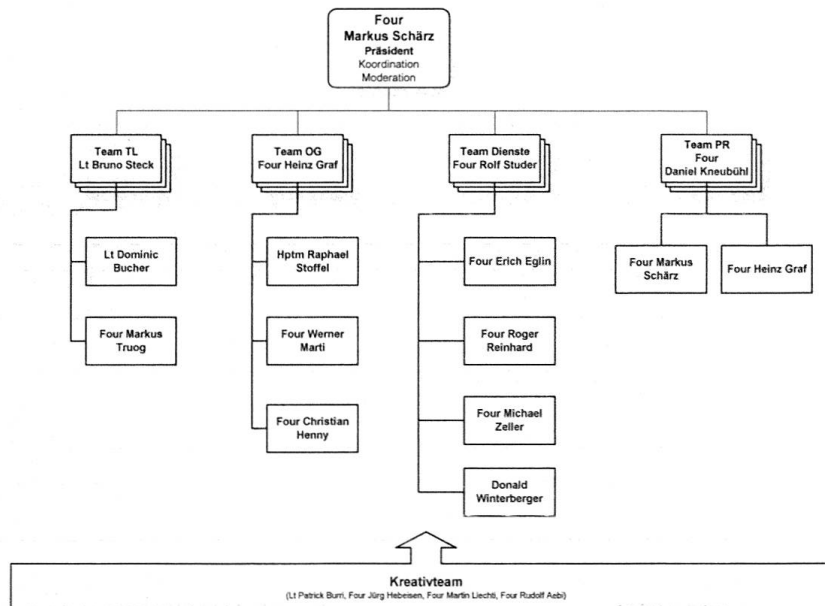 Four
Markus Schärz
Präsident
Koordination
Moderation
Team TL
Lt Bruno Steck
Lt Dominic
Bucher
Four Markus
Truog
Team OG
Four Heinz Graf
Hptm Raphael
Stoffel
Four Werner
Marti
Four Christian
Henny
Team Dienste
Four Rolf Studer
Four Erich Eglin
Four Roger
Reinhard
Four Michael
Zeller
Donald
Winterberger
Team PR
Four
Daniel Kneubühl
Four Markus
Schärz
Four Heinz Graf
Kreativteam
(Lt Patrick Burri, Four Jürg Hebeisen, Four Martin Liechti, Four Rudolf Aebi)